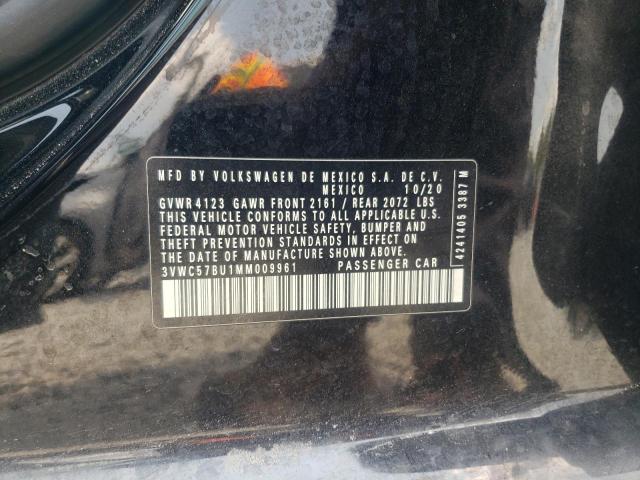 MFD BY VOLKSWAGEN DE MEXICO S.A. DE C.V.
MEXICO 10/20
GVWR 4123 GAWR FRONT 2161 / REAR 2072 LBS
THIS VEHICLE CONFORMS TO ALL APPLICABLE U.S.
FEDERAL MOTOR VEHICLE SAFETY, BUMPER AND
THEFT PREVENTION STANDARDS IN EFFECT ON THE
DATE OF MANUFACTURE SHOWN ABOVE.
3VWC57BU1MM009961 PASSENGER CAR
4241405 3387 M